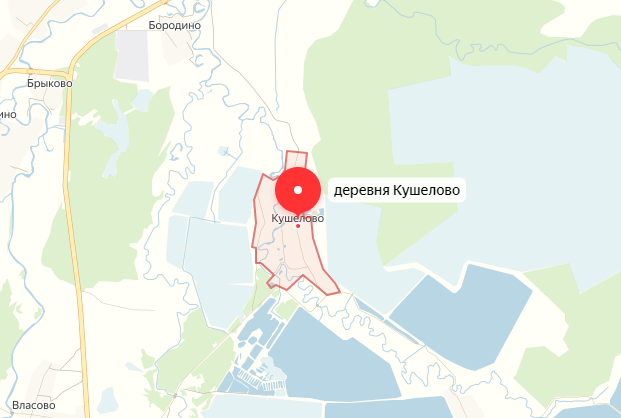 Бородино
Брыково
ино
деревня Кушелово
Кушелово
Власово